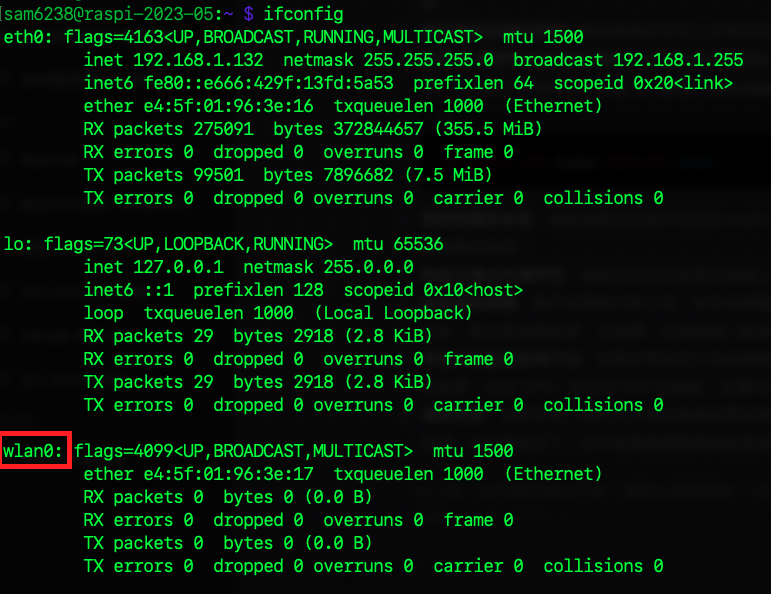 [sam6238@raspi-2023-05:~ $ ifconfig
eth0: flags=4163<UP,BROADCAST,RUNNING,MULTICAST>  mtu 1500
        inet 192.168.1.132  netmask 255.255.255.0  broadcast 192.168.1.255
        inet6 fe80::e666:429f:13fd:5a53  prefixlen 64  scopeid 0x20<link>
        ether e4:5f:01:96:3e:16  txqueuelen 1000  (Ethernet)
        RX packets 275091  bytes 372844657 (355.5 MiB)
        RX errors 0  dropped 0  overruns 0  frame 0
        TX packets 99501  bytes 7896682 (7.5 MiB)
        TX errors 0  dropped 0 overruns 0  carrier 0  collisions 0

lo: flags=73<UP,LOOPBACK,RUNNING>  mtu 65536
        inet 127.0.0.1  netmask 255.0.0.0
        inet6 ::1  prefixlen 128  scopeid 0x10<host>
        loop  txqueuelen 1000  (Local Loopback)
        RX packets 29  bytes 2918 (2.8 KiB)
        RX errors 0  dropped 0  overruns 0  frame 0
        TX packets 29  bytes 2918 (2.8 KiB)
        TX errors 0  dropped 0 overruns 0  carrier 0  collisions 0

wlan0: flags=4099<UP,BROADCAST,MULTICAST>  mtu 1500
        ether e4:5f:01:96:3e:17  txqueuelen 1000  (Ethernet)
        RX packets 0  bytes 0 (0.0 B)
        RX errors 0  dropped 0  overruns 0  frame 0
        TX packets 0  bytes 0 (0.0 B)
        TX errors 0  dropped 0 overruns 0  carrier 0  collisions 0